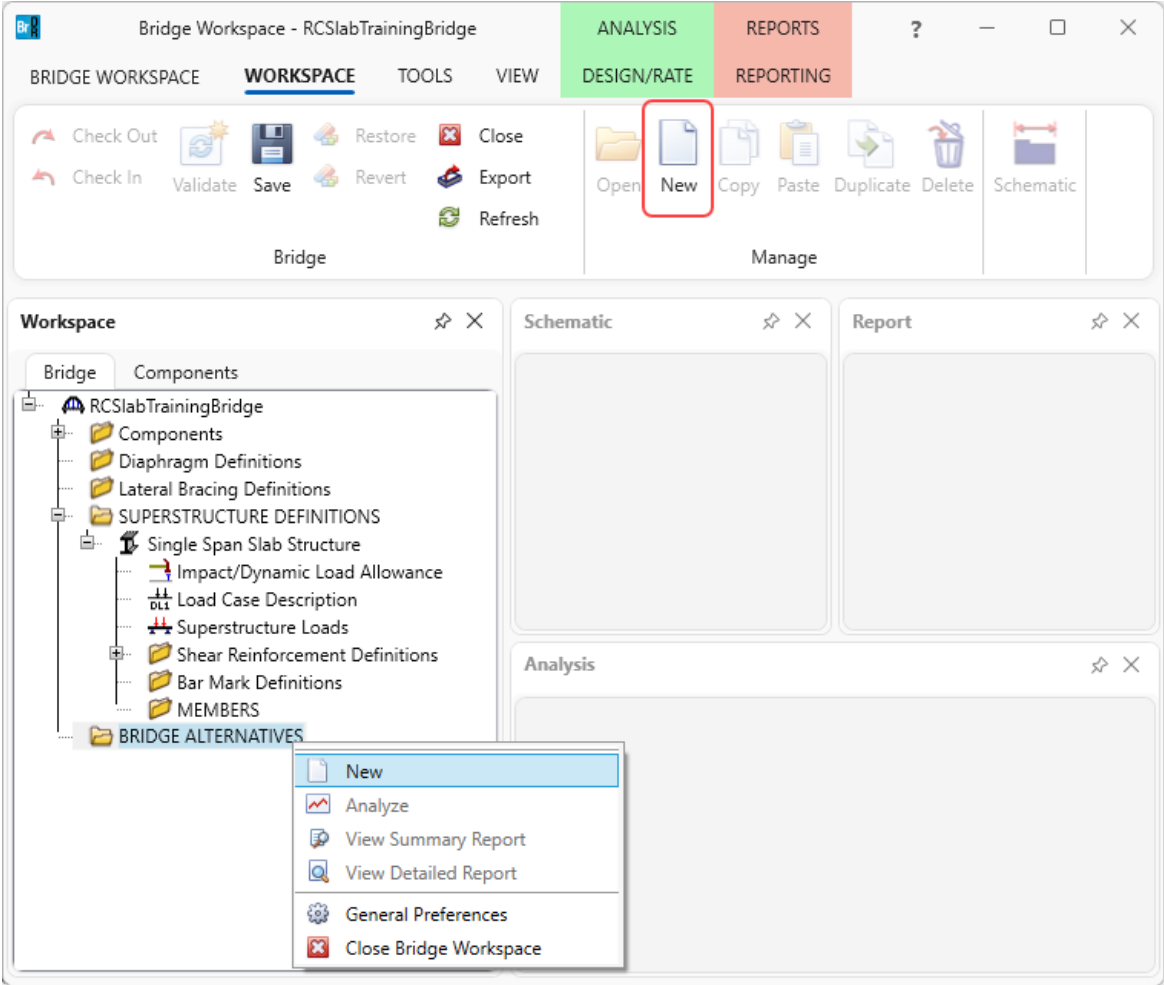 Br DR Bridge Workspace - RCSlabTrainingBridge ANALYSIS REPORTS ?
BRIDGE WORKSPACE WORKSPACE TOOLS VIEW DESIGN/RATE REPORTING
Check Out
Check In
Validate
Save
Restore
Revert
Close
Export
Refresh
Bridge
Open New Copy Paste Duplicate Delete Schematic
Manage
Workspace
Bridge Components
RCSlabTrainingBridge
Components
Diaphragm Definitions
Lateral Bracing Definitions
SUPERSTRUCTURE DEFINITIONS
Single Span Slab Structure
Impact/Dynamic Load Allowance
DL1 Load Case Description
Superstructure Loads
Shear Reinforcement Definitions
Bar Mark Definitions
MEMBERS
BRIDGE ALTERNATIVES
New
Analyze
View Summary Report
View Detailed Report
General Preferences
Close Bridge Workspace
Schematic
Report
Analysis